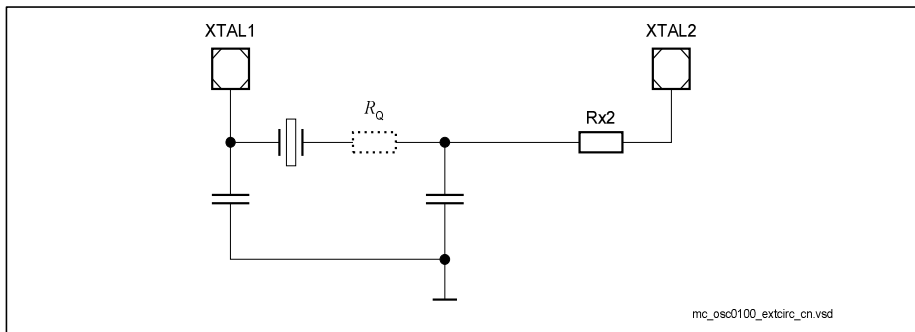 XTAL1
XTAL2
RQ
Rx2
mc_osc0100_extcirc_cn.vsd